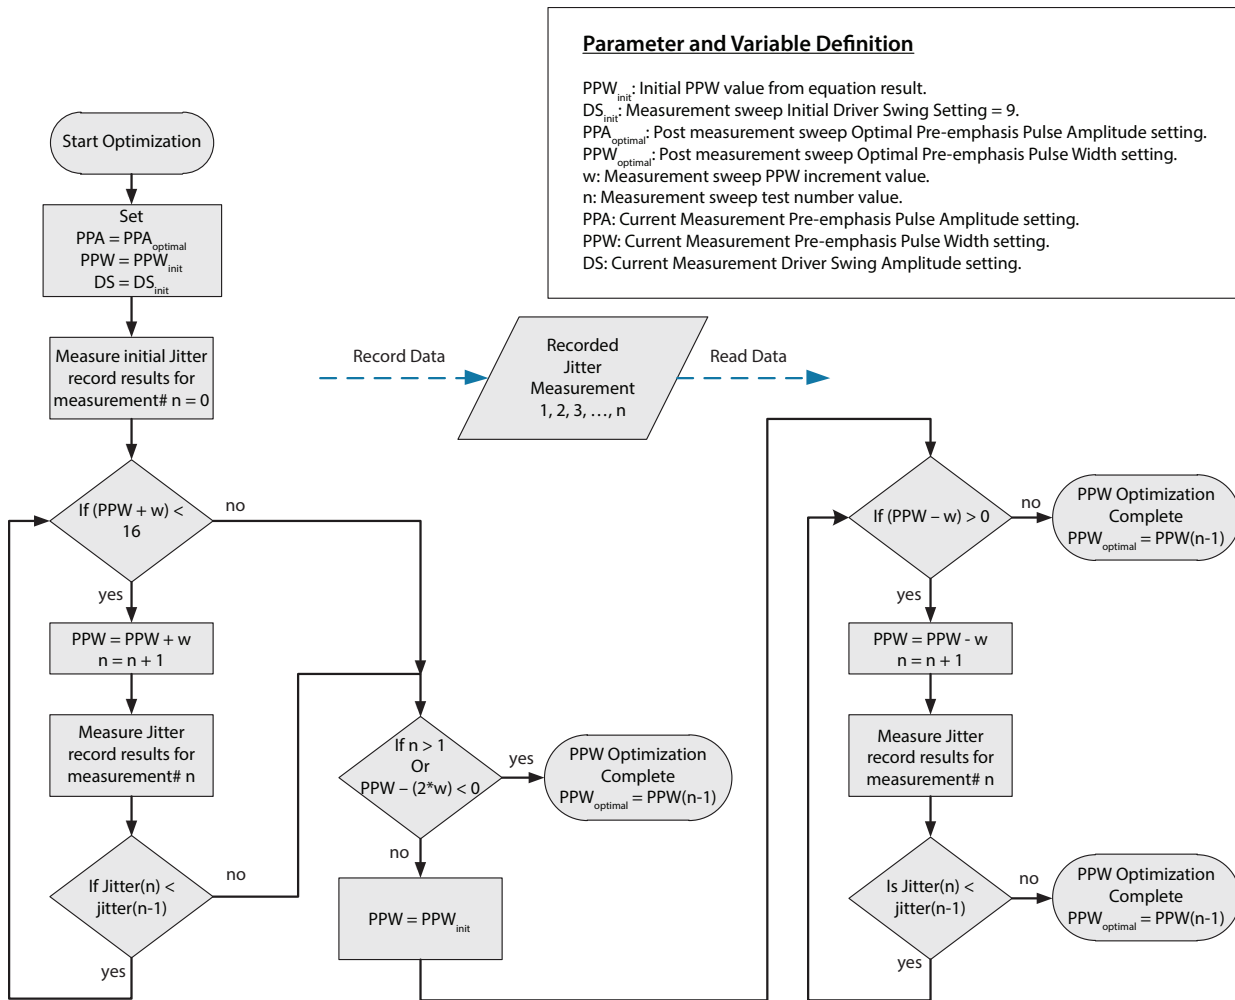 Parameter and Variable Definition
PPWinit: Initial PPW value from equation result.
DSinit: Measurement sweep Initial Driver Swing Setting = 9.
PPAoptimal: Post measurement sweep Optimal Pre-emphasis Pulse Amplitude setting.
PPWoptimal: Post measurement sweep Optimal Pre-emphasis Pulse Width setting.
w: Measurement sweep PPW increment value.
n: Measurement sweep test number value.
PPA: Current Measurement Pre-emphasis Pulse Amplitude setting.
PPW: Current Measurement Pre-emphasis Pulse Width setting.
DS: Current Measurement Driver Swing Amplitude setting.
Start Optimization
Set
PPA = PPAoptimal
PPW = PPWinit
DS = DSinit
Measure initial Jitter
record results for
measurement# n = 0
Record Data
Recorded
Jitter
Measurement
1, 2, 3, …, n
Read Data
If (PPW + w) <
16
no
yes
PPW = PPW + w
n = n + 1
Measure Jitter
record results for
measurement# n
If Jitter(n) <
jitter(n-1)
no
yes
If n > 1
Or
PPW – (2*w) < 0
yes
PPW Optimization
Complete
PPWoptimal = PPW(n-1)
no
PPW = PPWinit
If (PPW – w) > 0
no
PPW Optimization
Complete
PPWoptimal = PPW(n-1)
yes
PPW = PPW - w
n = n + 1
Measure Jitter
record results for
measurement# n
Is Jitter(n) <
jitter(n-1)
no
PPW Optimization
Complete
PPWoptimal = PPW(n-1)
yes